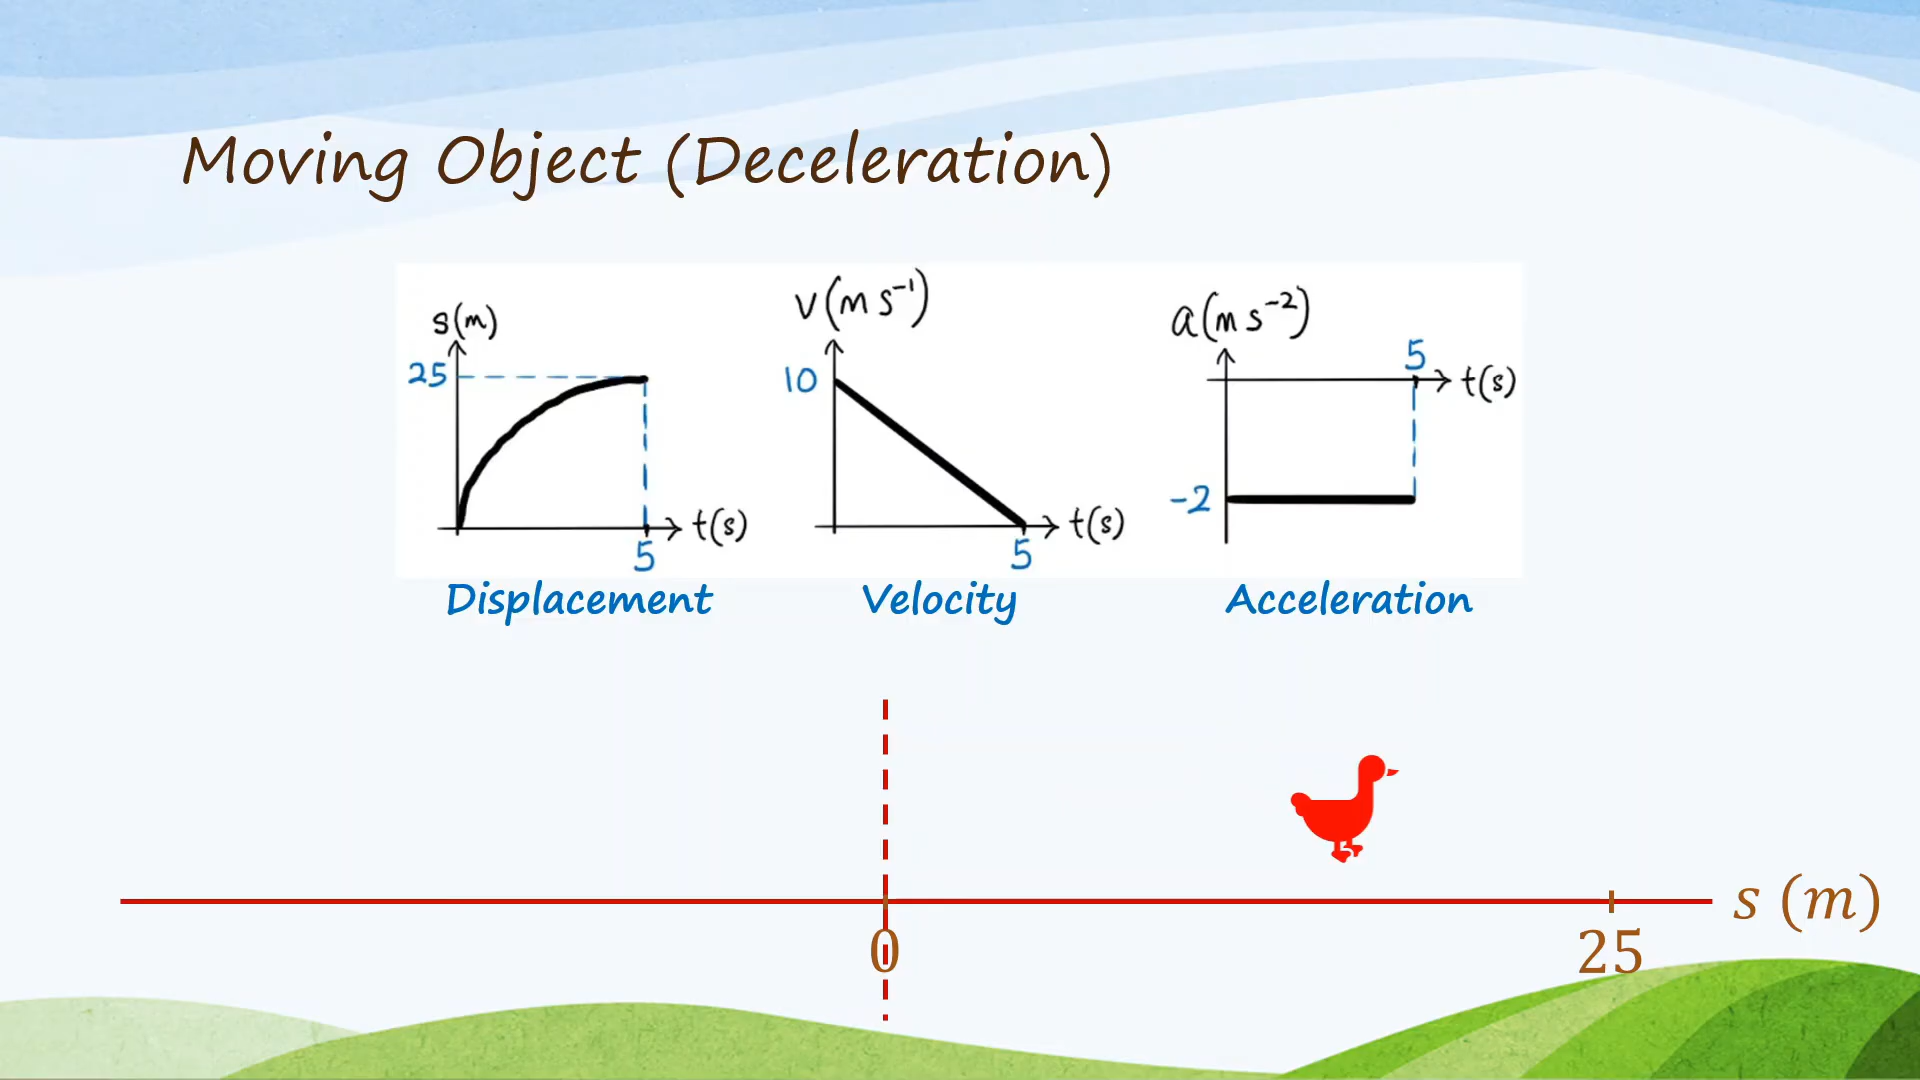 Moving Object (Deceleration)
s(m)
25
t(s)
5
v(m s⁻¹)
10
t(s)
5
a(m s⁻²)
5
t(s)
-2
Displacement
Velocity
Acceleration
s (m)
0
25